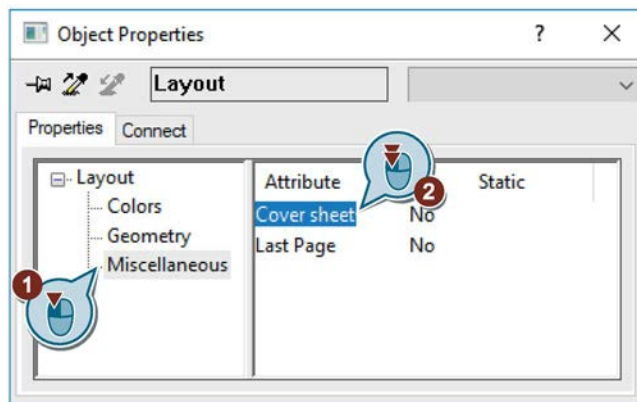 Object Properties ?
Layout
Properties Connect
Layout
Colors
Geometry
Miscellaneous
1
Attribute Static
2
Cover sheet No
Last Page No